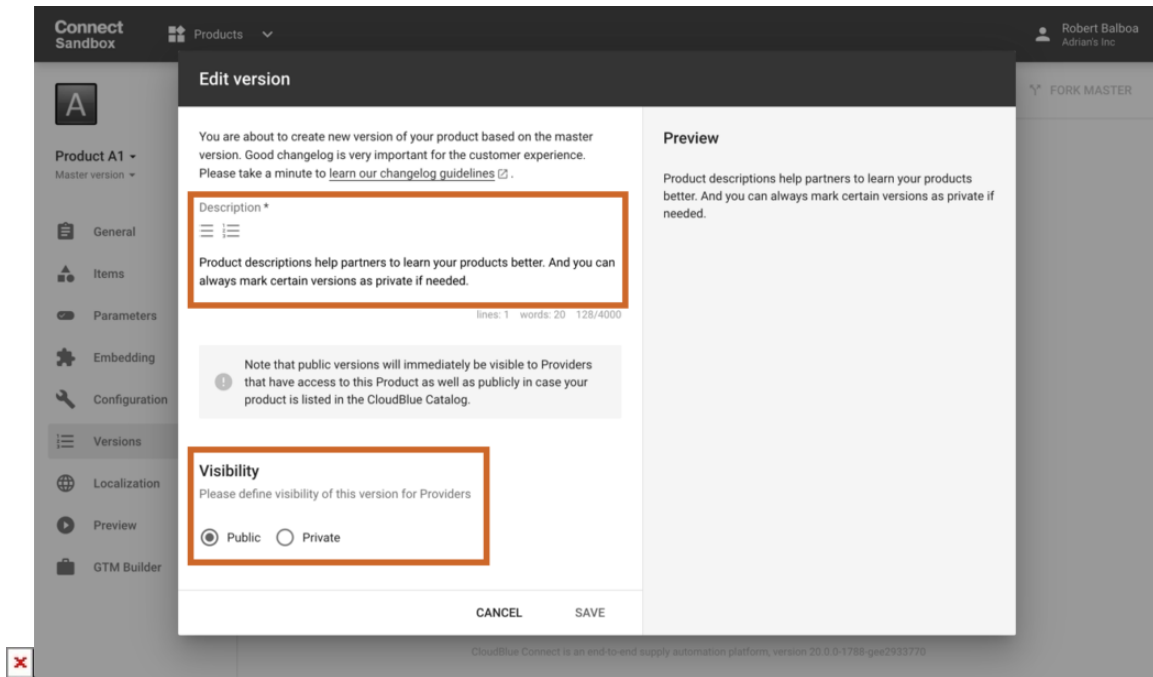 Connect
Sandbox
Products
Robert Balboa
Adrian's Inc
A
Product A1
Master version
FORK MASTER
General
Items
Parameters
Embedding
Configuration
Versions
Localization
Preview
GTM Builder
Edit version
You are about to create new version of your product based on the master
version. Good changelog is very important for the customer experience.
Please take a minute to learn our changelog guidelines .
Description *
Product descriptions help partners to learn your products better. And you can
always mark certain versions as private if needed.
lines: 1 words: 20 128/4000
Note that public versions will immediately be visible to Providers
that have access to this Product as well as publicly in case your
product is listed in the CloudBlue Catalog.
Visibility
Please define visibility of this version for Providers
Public Private
CANCEL SAVE
Preview
Product descriptions help partners to learn your products
better. And you can always mark certain versions as private if
needed.
CloudBlue Connect is an end-to-end supply automation platform, version 20.0.0-1788-gee2933770